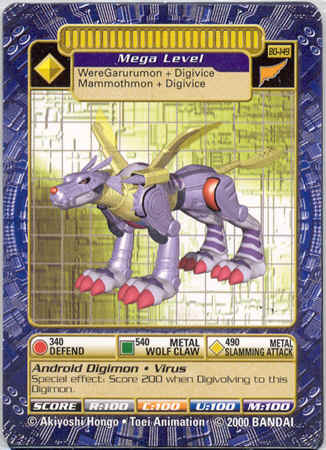 Mega Level
BO-149
WereGarurumon + Digivice
Mammothmon + Digivice
340
DEFEND
540 METAL
WOLF CLAW
490 METAL
SLAMMING ATTACK
Android Digimon • Virus
Special effect: Score 200 when Digivolving to this
Digimon.
SCORE R:100 C:100 U:100 M:100
© Akiyoshi Hongo • Toei Animation © 2000 BANDAI